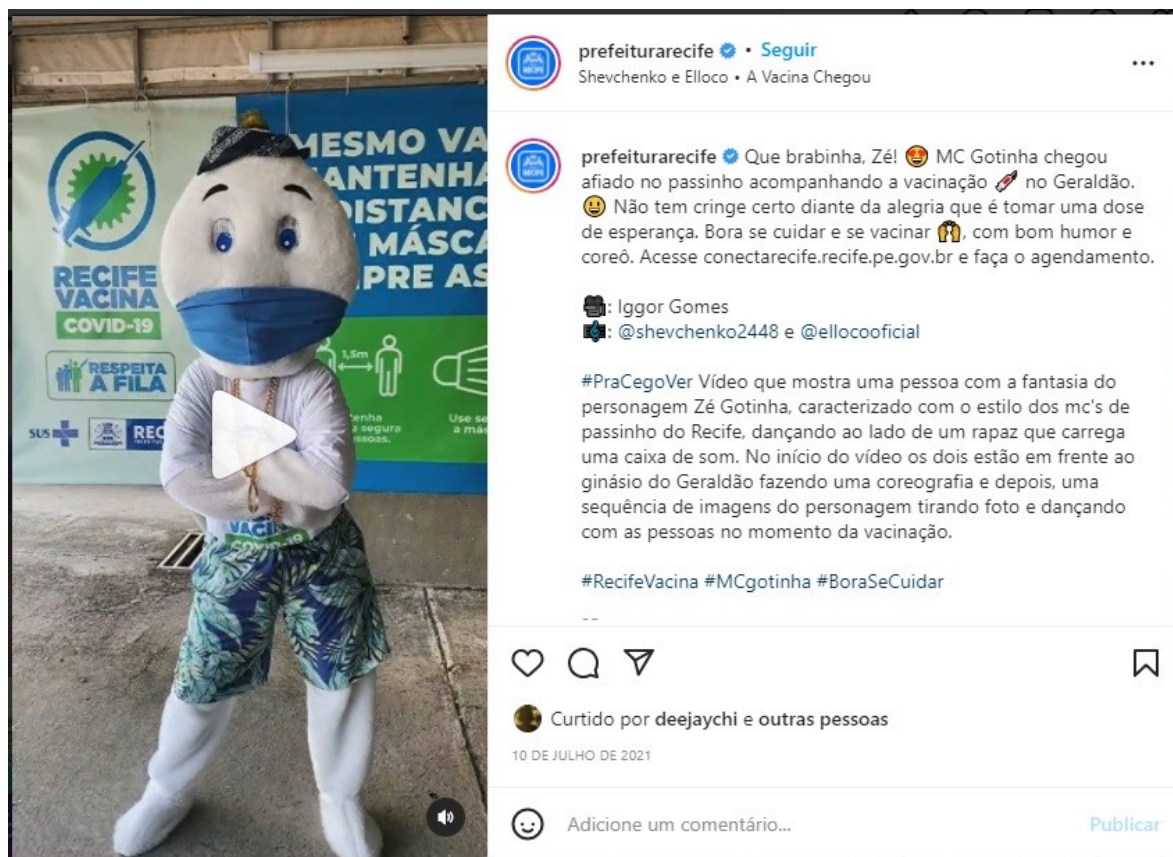 MESMO VA
MANTENHA
DISTANC
MÁSCA
PRE AS
RECIFE
VACINA
COVID-19
RESPEITA
A FILA
1,5m
tenha
a segura
soas.
Use se
a más
SUS
REC
VACINA
COVID-19
prefeiturarecife • Seguir
Shevchenko e Elloco • A Vacina Chegou
prefeiturarecife Que brabinha, Zé! 😍 MC Gotinha chegou
afiado no passinho acompanhando a vacinação 💉 no Geraldão.
😀 Não tem cringe certo diante da alegria que é tomar uma dose
de esperança. Bora se cuidar e se vacinar 🙌, com bom humor e
coreô. Acesse conectarecife.recife.pe.gov.br e faça o agendamento.
🎥: Iggor Gomes
🎼: @shevchenko2448 e @ellocooficial
#PraCegoVer Vídeo que mostra uma pessoa com a fantasia do
personagem Zé Gotinha, caracterizado com o estilo dos mc's de
passinho do Recife, dançando ao lado de um rapaz que carrega
uma caixa de som. No início do vídeo os dois estão em frente ao
ginásio do Geraldão fazendo uma coreografia e depois, uma
sequência de imagens do personagem tirando foto e dançando
com as pessoas no momento da vacinação.
#RecifeVacina #MCgotinha #BoraSeCuidar
--
Curtido por deejaychi e outras pessoas
10 DE JULHO DE 2021
Adicione um comentário...
Publicar